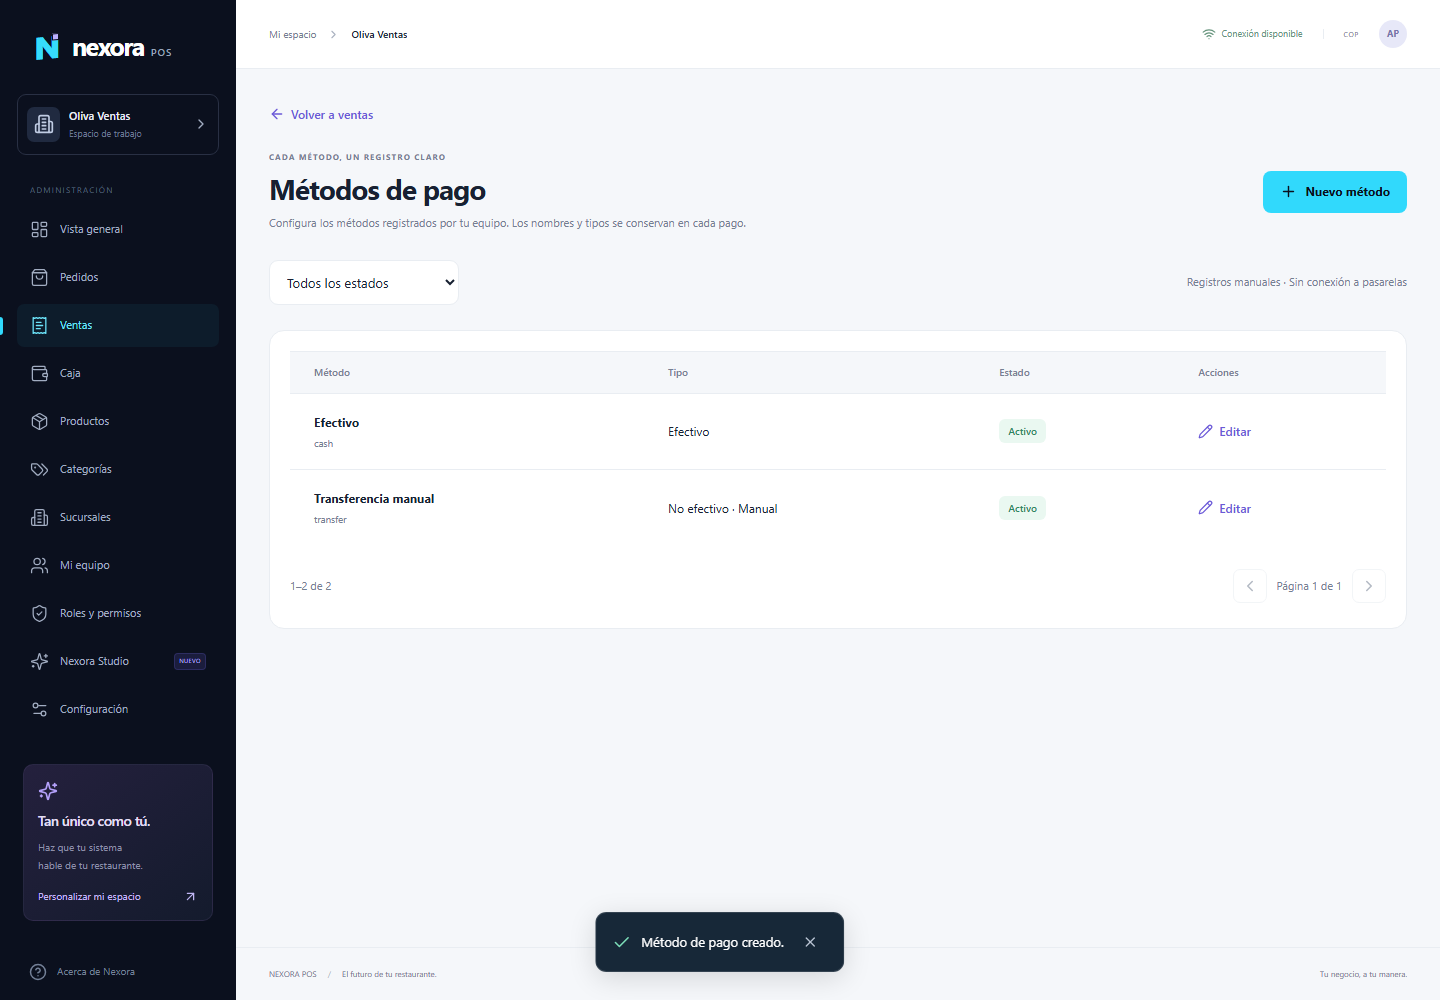 nexora POS
Oliva Ventas
Espacio de trabajo
ADMINISTRACIÓN
Vista general
Pedidos
Ventas
Caja
Productos
Categorías
Sucursales
Mi equipo
Roles y permisos
Nexora Studio NUEVO
Configuración
Tan único como tú.
Haz que tu sistema
hable de tu restaurante.
Personalizar mi espacio
Acerca de Nexora
Mi espacio Oliva Ventas
Conexión disponible COP AP
Volver a ventas
CADA MÉTODO, UN REGISTRO CLARO
Métodos de pago
Configura los métodos registrados por tu equipo. Los nombres y tipos se conservan en cada pago.
Nuevo método
Todos los estados
Registros manuales · Sin conexión a pasarelas
Método Tipo Estado Acciones
Efectivo
cash
Efectivo Activo Editar
Transferencia manual
transfer
No efectivo · Manual Activo Editar
1–2 de 2
Página 1 de 1
Método de pago creado.
NEXORA POS / El futuro de tu restaurante.
Tu negocio, a tu manera.